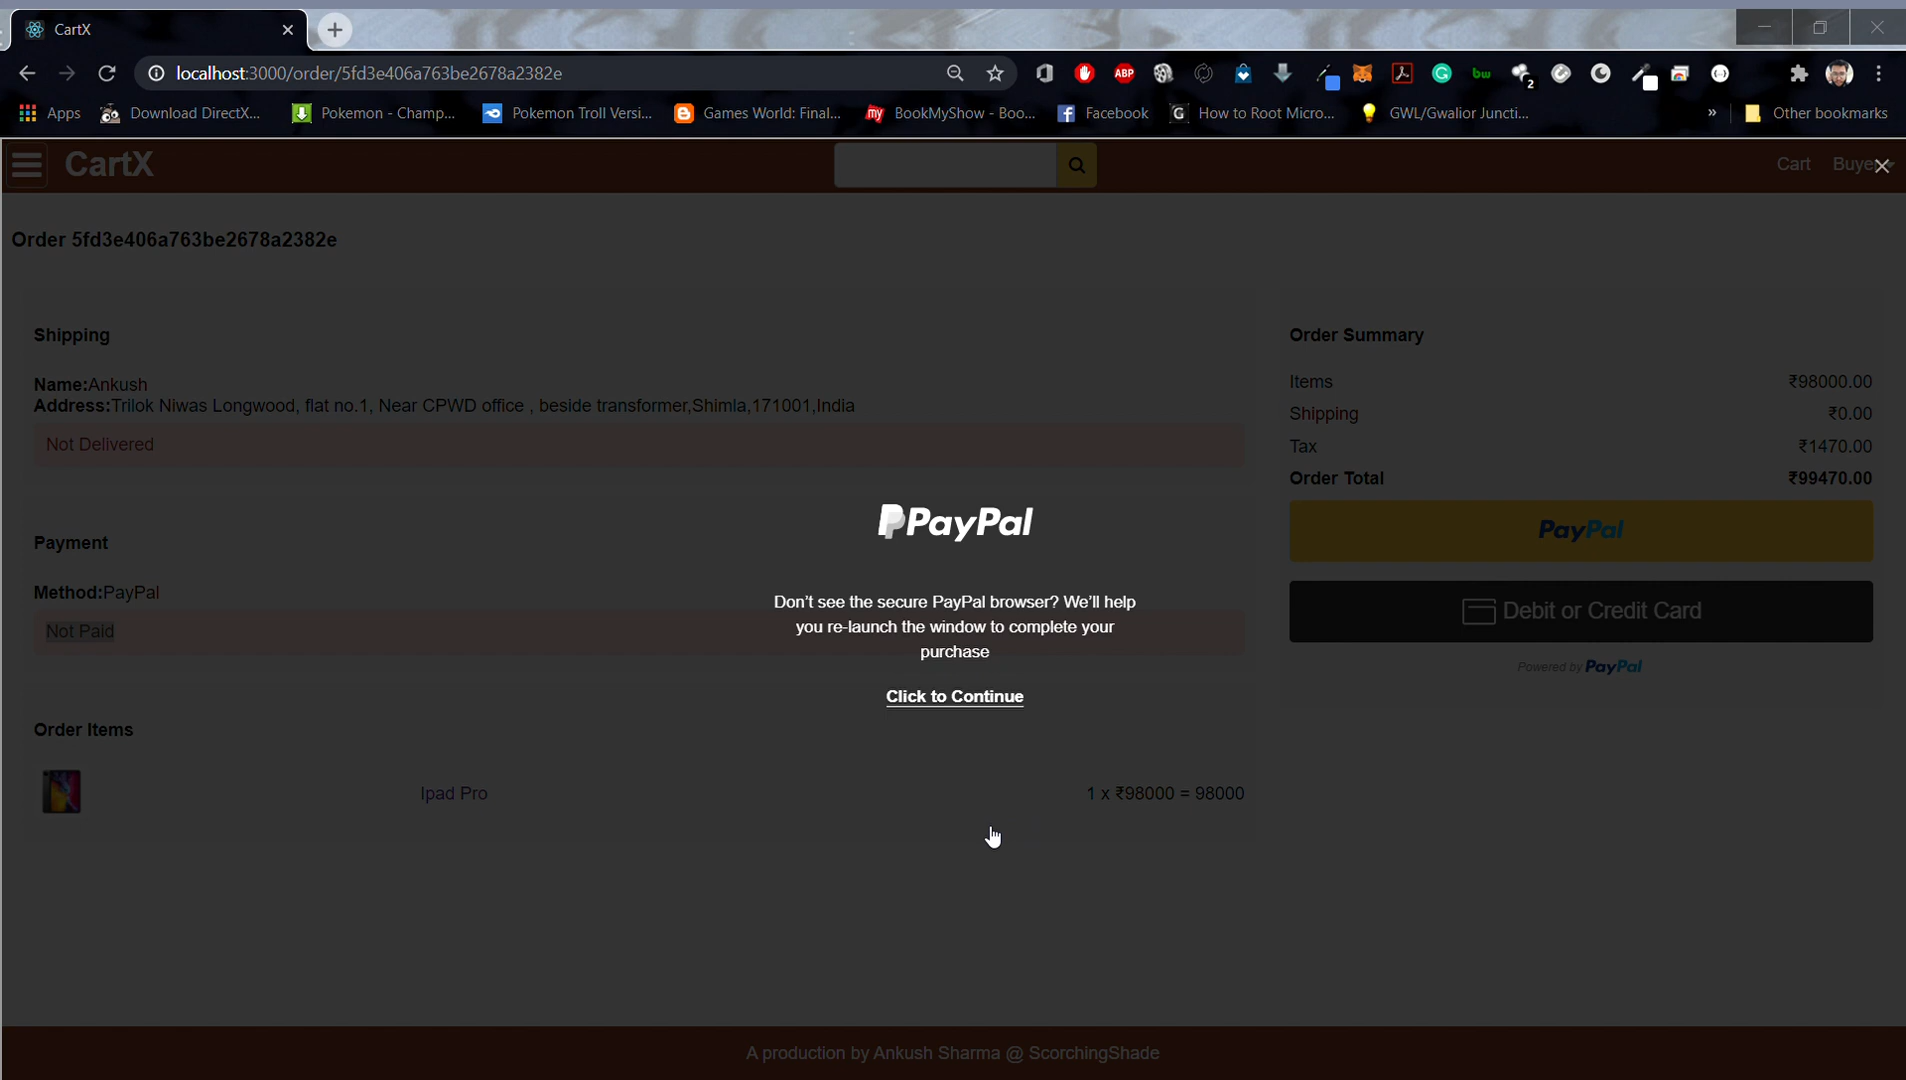 CartX
localhost:3000/order/5fd3e406a763be2678a2382e
ABP
bw
2
Apps
Download DirectX...
Pokemon - Champ...
Pokemon Troll Versi...
Games World: Final...
my
BookMyShow - Boo...
Facebook
G
How to Root Micro...
GWL/Gwalior Juncti...
»
Other bookmarks
CartX
Cart
Buye
Order 5fd3e406a763be2678a2382e
Shipping
Name:Ankush
Address:Trilok Niwas Longwood, flat no.1, Near CPWD office , beside transformer,Shimla,171001,India
Not Delivered
Payment
Method:PayPal
Not Paid
Order Items
Ipad Pro
1 x ₹98000 = 98000
Order Summary
Items ₹98000.00
Shipping ₹0.00
Tax ₹1470.00
Order Total ₹99470.00
PayPal
Debit or Credit Card
Powered by PayPal
PayPal
Don't see the secure PayPal browser? We'll help
you re-launch the window to complete your
purchase
Click to Continue
A production by Ankush Sharma @ ScorchingShade